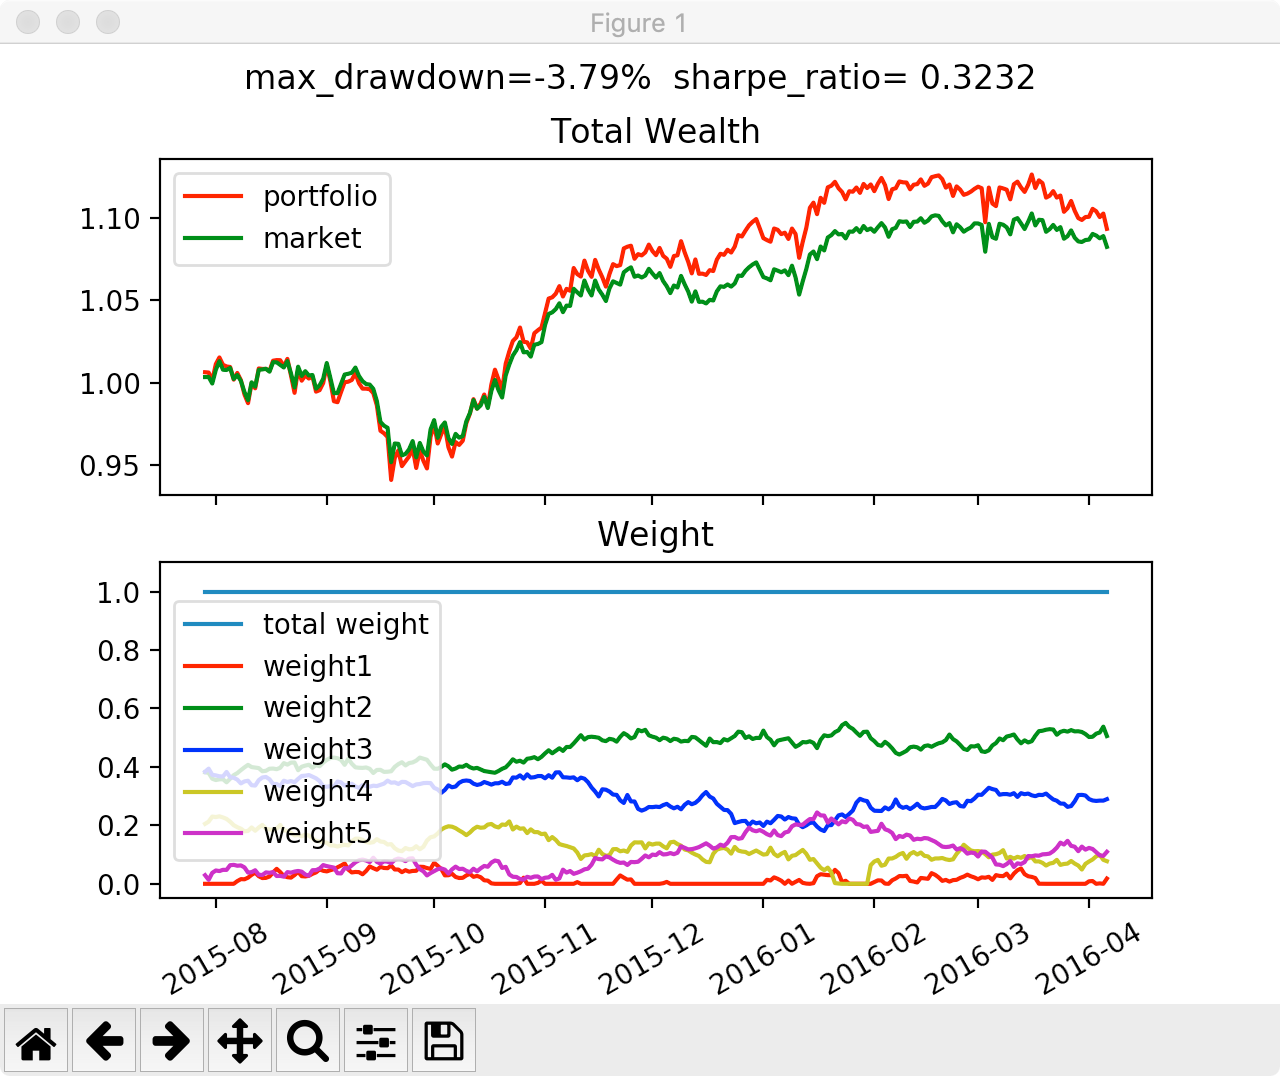 Figure 1
max_drawdown=-3.79%  sharpe_ratio= 0.3232
Total Wealth
portfolio
market
1.10
1.05
1.00
0.95
Weight
1.0
0.8
0.6
0.4
0.2
0.0
total weight
weight1
weight2
weight3
weight4
weight5
2015-08
2015-09
2015-10
2015-11
2015-12
2016-01
2016-02
2016-03
2016-04